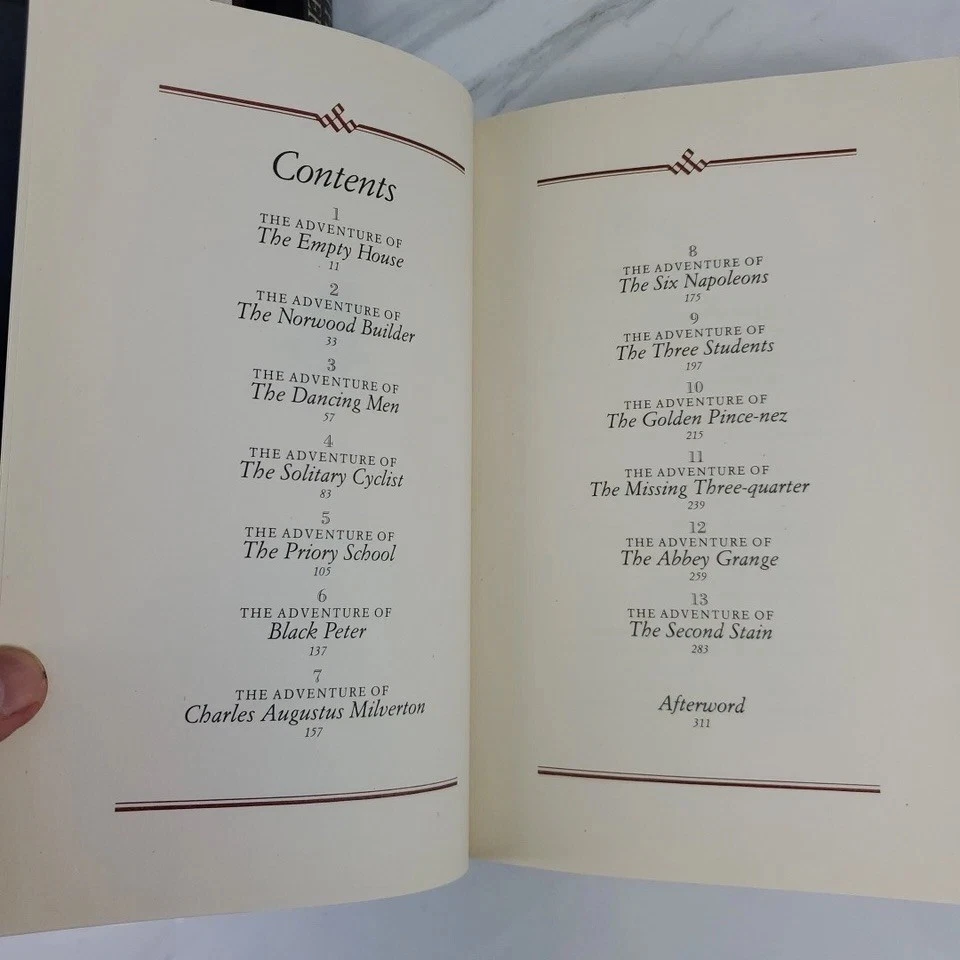 Contents
1
THE ADVENTURE OF
The Empty House
11
2
THE ADVENTURE OF
The Norwood Builder
33
3
THE ADVENTURE OF
The Dancing Men
57
4
THE ADVENTURE OF
The Solitary Cyclist
83
5
THE ADVENTURE OF
The Priory School
105
6
THE ADVENTURE OF
Black Peter
137
7
THE ADVENTURE OF
Charles Augustus Milverton
157
8
THE ADVENTURE OF
The Six Napoleons
175
9
THE ADVENTURE OF
The Three Students
197
10
THE ADVENTURE OF
The Golden Pince-nez
215
11
THE ADVENTURE OF
The Missing Three-quarter
239
12
THE ADVENTURE OF
The Abbey Grange
259
13
THE ADVENTURE OF
The Second Stain
283
Afterword
311